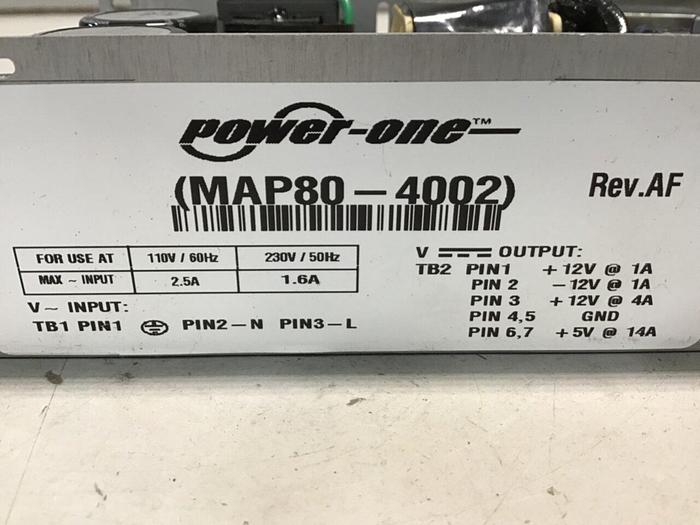 power-one™
(MAP80-4002)
Rev.AF
FOR USE AT 110V / 60Hz 230V / 50Hz
MAX ~ INPUT 2.5A 1.6A
V~ INPUT:
TB1 PIN1 PIN2-N PIN3-L
V ⎓ OUTPUT:
TB2 PIN1 +12V @ 1A
PIN 2 -12V @ 1A
PIN 3 +12V @ 4A
PIN 4,5 GND
PIN 6,7 +5V @ 14A